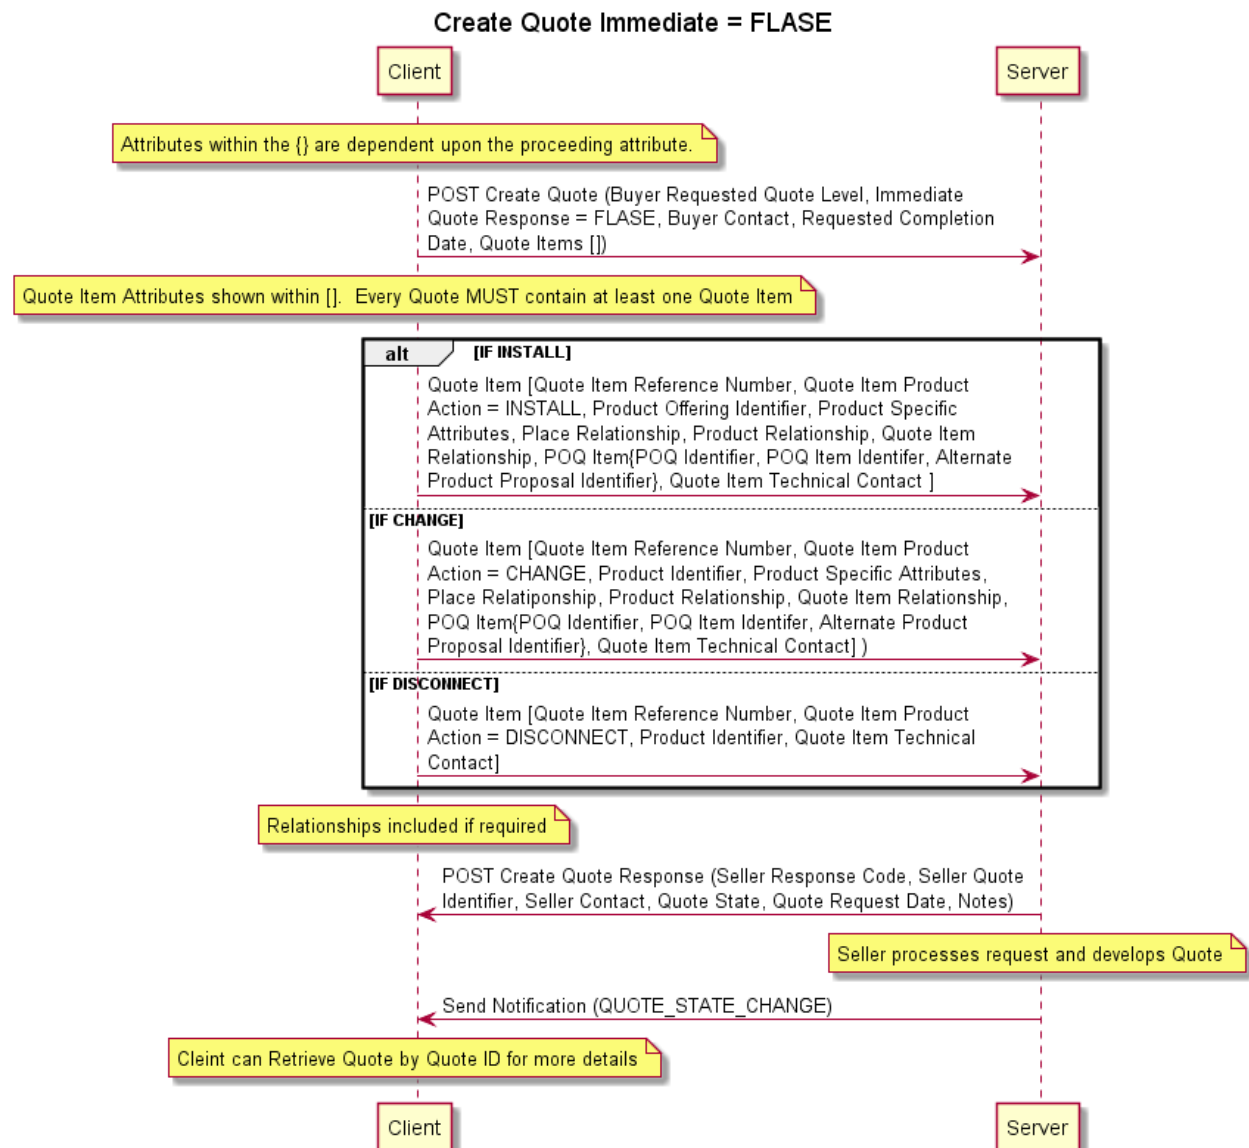 Create Quote Immediate = FLASE
Client
Server
Attributes within the {} are dependent upon the proceeding attribute.
POST Create Quote (Buyer Requested Quote Level, Immediate
Quote Response = FLASE, Buyer Contact, Requested Completion
Date, Quote Items [])
Quote Item Attributes shown within []. Every Quote MUST contain at least one Quote Item
alt
[IF INSTALL]
Quote Item [Quote Item Reference Number, Quote Item Product
Action = INSTALL, Product Offering Identifier, Product Specific
Attributes, Place Relationship, Product Relationship, Quote Item
Relationship, POQ Item{POQ Identifier, POQ Item Identifer, Alternate
Product Proposal Identifier}, Quote Item Technical Contact ]
[IF CHANGE]
Quote Item [Quote Item Reference Number, Quote Item Product
Action = CHANGE, Product Identifier, Product Specific Attributes,
Place Relatiponship, Product Relationship, Quote Item Relationship,
POQ Item{POQ Identifier, POQ Item Identifer, Alternate Product
Proposal Identifier}, Quote Item Technical Contact] )
[IF DISCONNECT]
Quote Item [Quote Item Reference Number, Quote Item Product
Action = DISCONNECT, Product Identifier, Quote Item Technical
Contact]
Relationships included if required
POST Create Quote Response (Seller Response Code, Seller Quote
Identifier, Seller Contact, Quote State, Quote Request Date, Notes)
Seller processes request and develops Quote
Send Notification (QUOTE_STATE_CHANGE)
Cleint can Retrieve Quote by Quote ID for more details
Client
Server